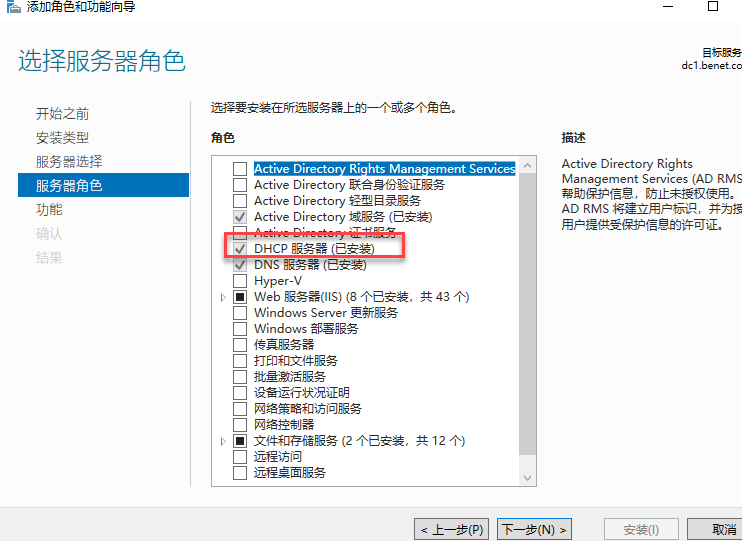 添加角色和功能向导
选择服务器角色
目标服务
dc1.benet.co
开始之前
安装类型
服务器选择
服务器角色
功能
确认
结果
选择要安装在所选服务器上的一个或多个角色。
角色
Active Directory Rights Management Services
Active Directory 联合身份验证服务
Active Directory 轻型目录服务
Active Directory 域服务 (已安装)
Active Directory 证书服务
DHCP 服务器 (已安装)
DNS 服务器 (已安装)
Hyper-V
Web 服务器(IIS) (8 个已安装，共 43 个)
Windows Server 更新服务
Windows 部署服务
传真服务器
打印和文件服务
批量激活服务
设备运行状况证明
网络策略和访问服务
网络控制器
文件和存储服务 (2 个已安装，共 12 个)
远程访问
远程桌面服务
描述
Active Directory Rights
Management Services (AD RMS
帮助保护信息，防止未授权使用。
AD RMS 将建立用户标识，并为授
用户提供受保护信息的许可证。
< 上一步(P)
下一步(N) >
安装(I)
取消